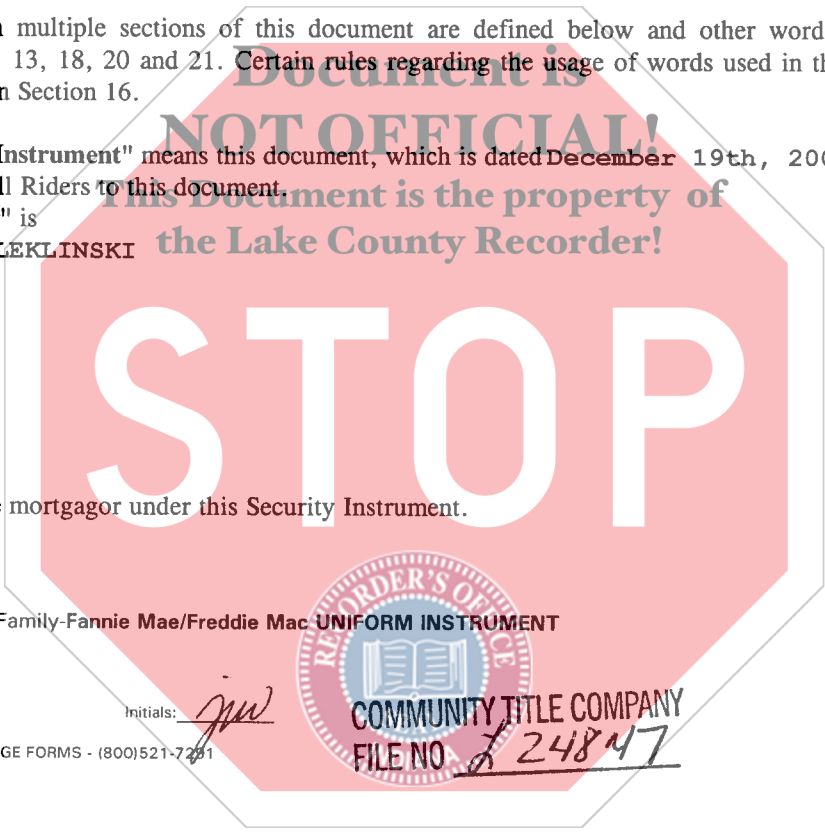 multiple sections of this document are defined below and other word
13, 18, 20 and 21. Certain rules regarding the usage of words used in th
n Section 16.
Document is
NOT OFFICIAL!
This Document is the property of
the Lake County Recorder!
Instrument" means this document, which is dated December 19th, 200
ll Riders to this document.
" is
LEKLINSKI
STOP
mortgagor under this Security Instrument.
Family-Fannie Mae/Freddie Mac UNIFORM INSTRUMENT
RECORDER'S OFFICE
Initials: jw
COMMUNITY TITLE COMPANY
GE FORMS - (800)521-7291
FILE NO